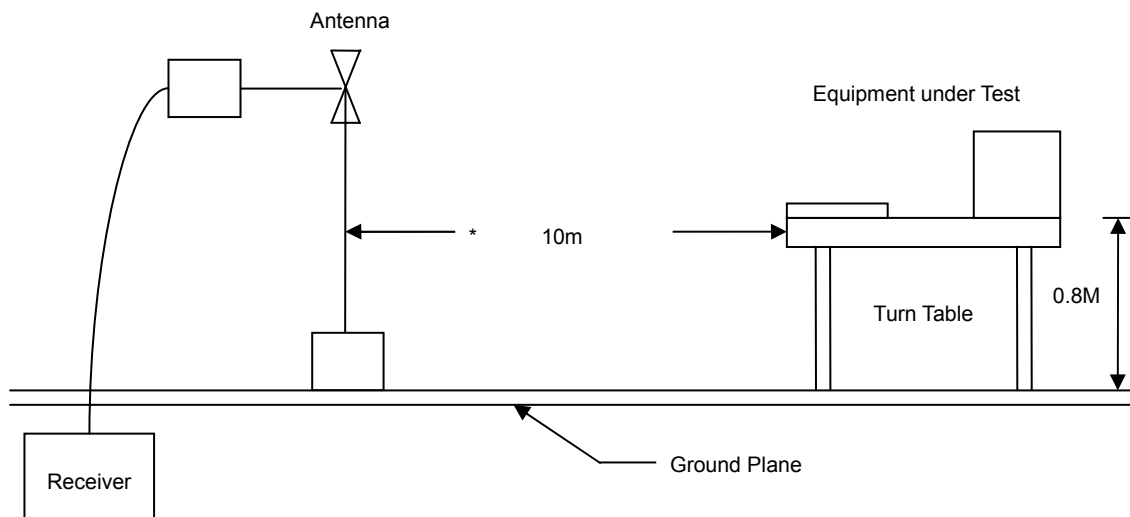 Antenna
Equipment under Test
* 10m
0.8M
Turn Table
Ground Plane
Receiver